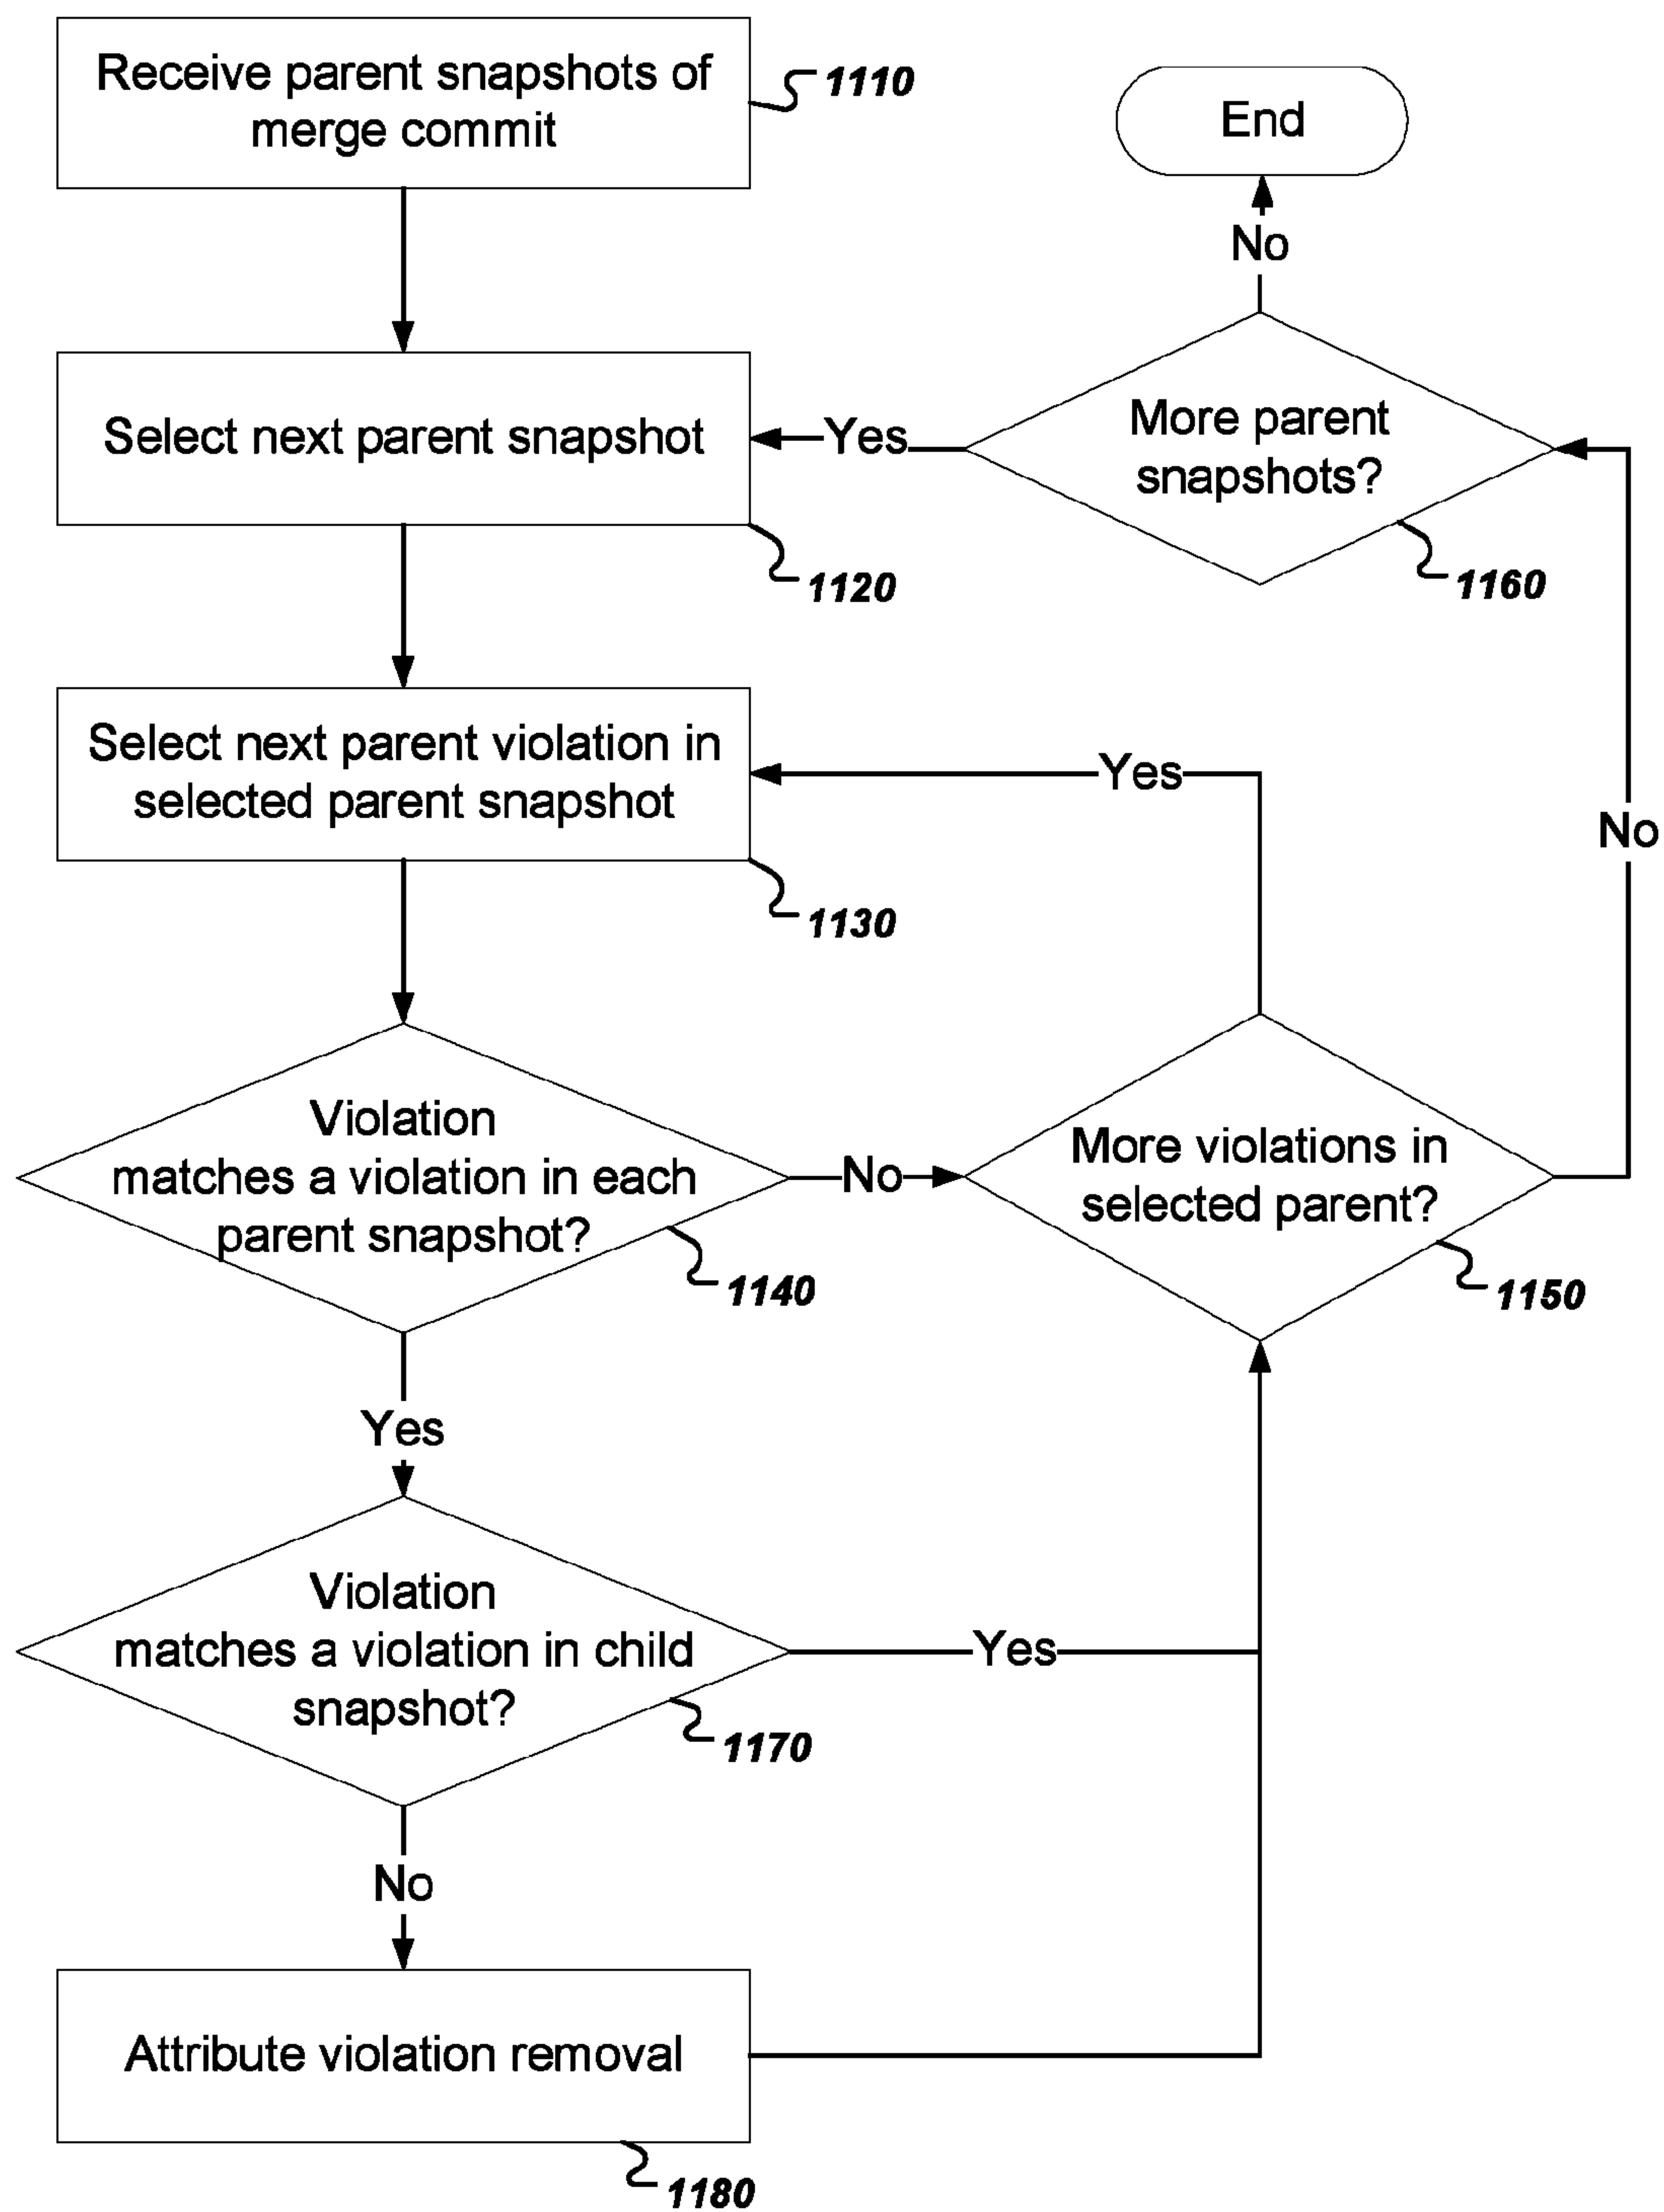 Receive parent snapshots of
merge commit
1110
End
No
Select next parent snapshot
Yes
More parent
snapshots?
1120
1160
Select next parent violation in
selected parent snapshot
Yes
No
1130
Violation
matches a violation in each
parent snapshot?
No
More violations in
selected parent?
1140
1150
Yes
Violation
matches a violation in child
snapshot?
Yes
1170
No
Attribute violation removal
1180